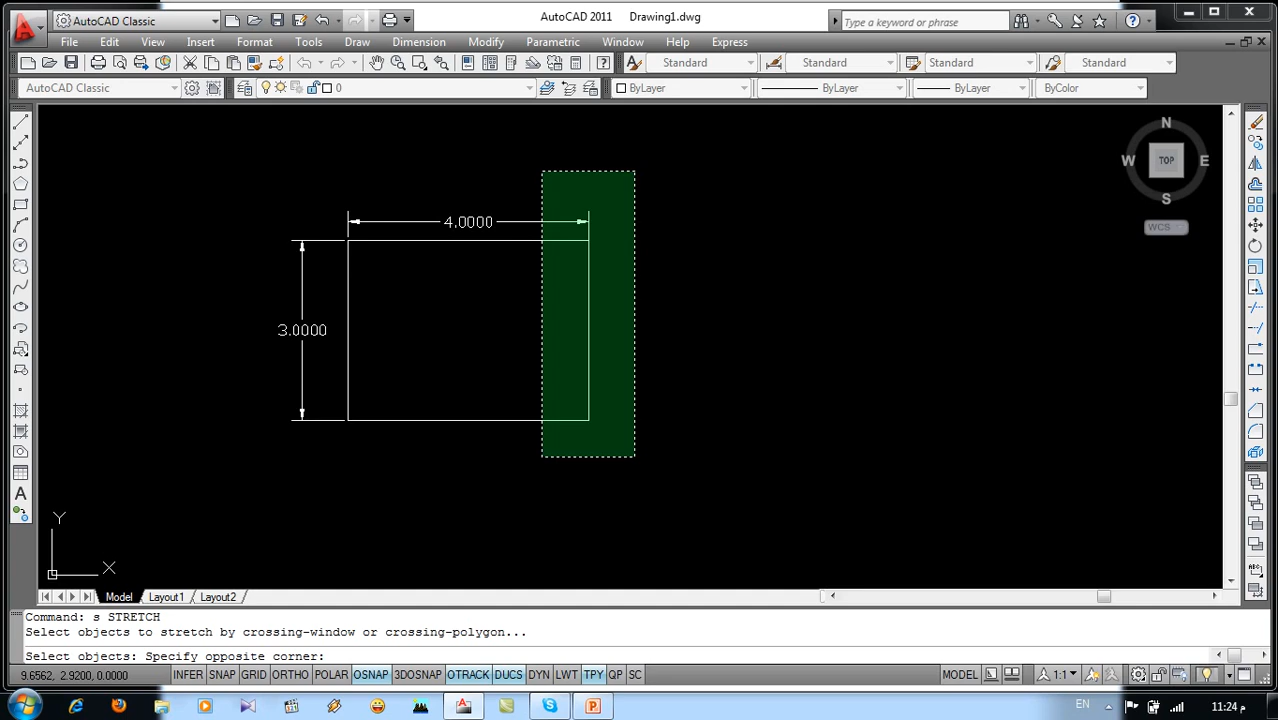 AutoCAD Classic
AutoCAD 2011 Drawing1.dwg
Type a keyword or phrase
File Edit View Insert Format Tools Draw Dimension Modify Parametric Window Help Express
Standard Standard Standard Standard
AutoCAD Classic 0 ByLayer ByLayer ByLayer ByColor
N
W TOP E
S
WCS
4.0000
3.0000
Y
X
Model Layout1 Layout2
Command: s STRETCH
Select objects to stretch by crossing-window or crossing-polygon...
Select objects: Specify opposite corner:
9.6562, 2.9200, 0.0000 INFER SNAP GRID ORTHO POLAR OSNAP 3DOSNAP OTRACK DUCS DYN LWT TPY QP SC MODEL 1:1
EN 11:24 م